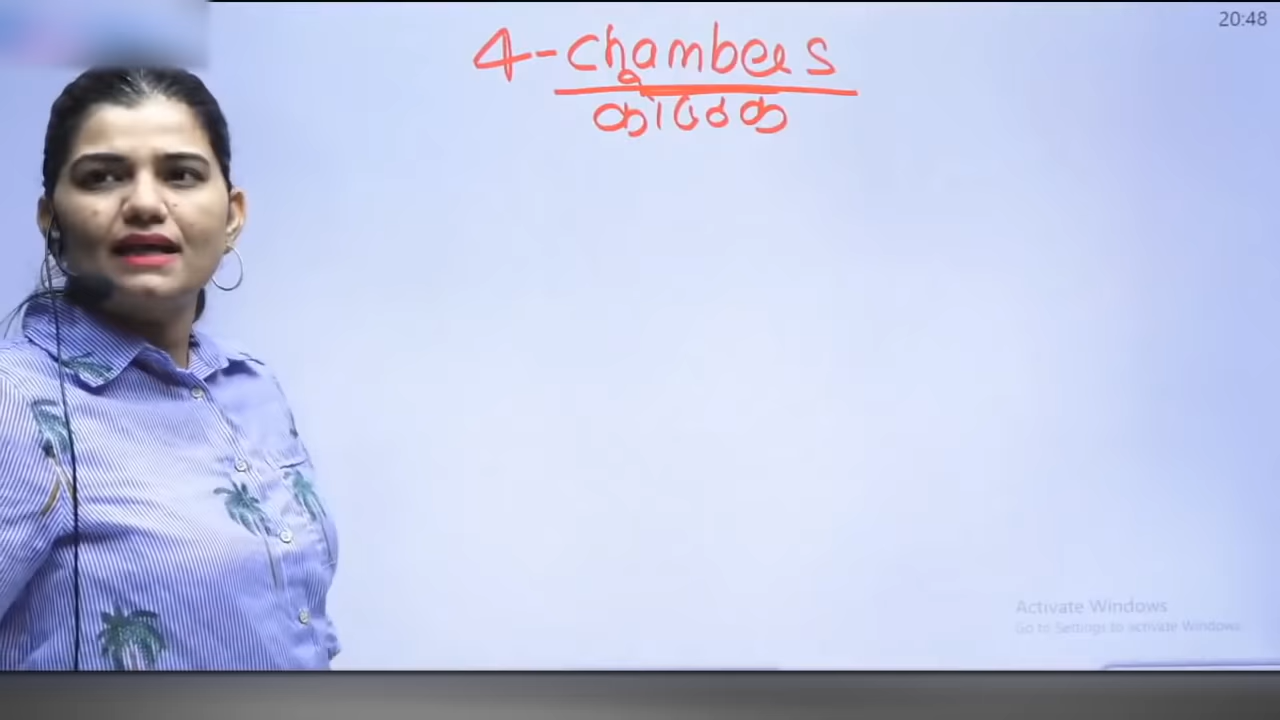 20:48
4-Chambers
कोष्ठक
Activate Windows
Go to Settings to activate Windows.